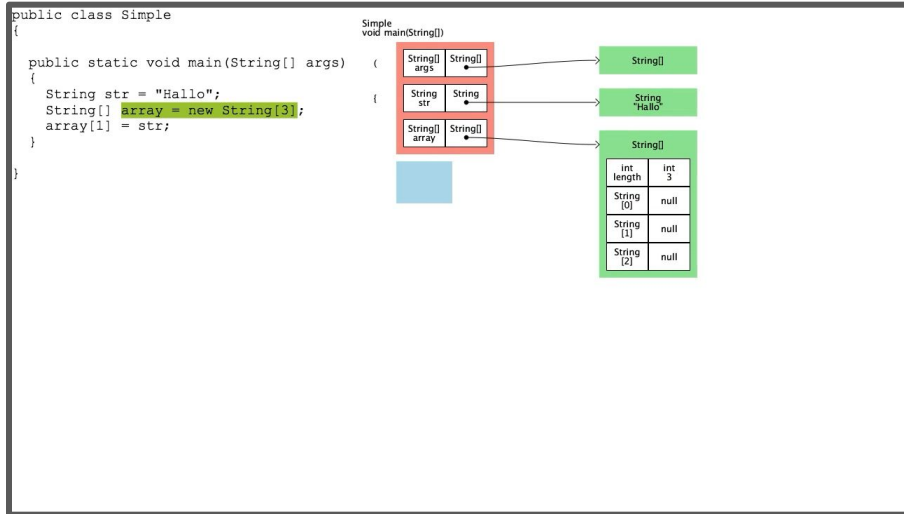 public class Simple
{
public static void main(String[] args)
{
String str = "Hallo";
String[] array = new String[3];
array[1] = str;
}
}
Simple
void main(String[])
(
String[] args
String[]
String[]
{
String str
String
String "Hallo"
String[] array
String[]
String[]
int length
int 3
String [0]
null
String [1]
null
String [2]
null